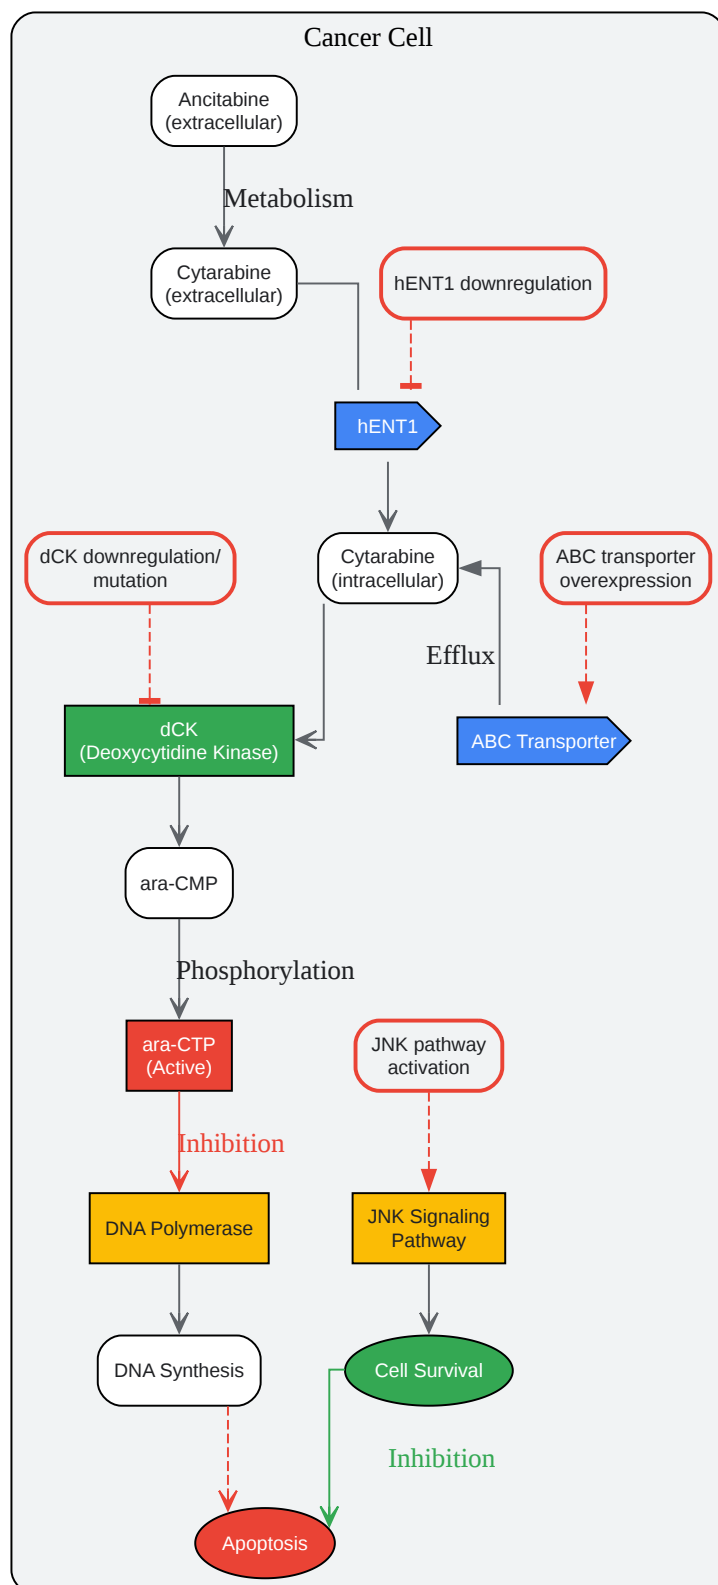 Cancer Cell
Ancitabine
(extracellular)
Metabolism
Cytarabine
(extracellular)
hENT1 downregulation
hENT1
dCK downregulation/
mutation
Cytarabine
(intracellular)
ABC transporter
overexpression
Efflux
dCK
(Deoxycytidine Kinase)
ABC Transporter
ara-CMP
Phosphorylation
ara-CTP
(Active)
JNK pathway
activation
Inhibition
DNA Polymerase
JNK Signaling
Pathway
DNA Synthesis
Cell Survival
Inhibition
Apoptosis